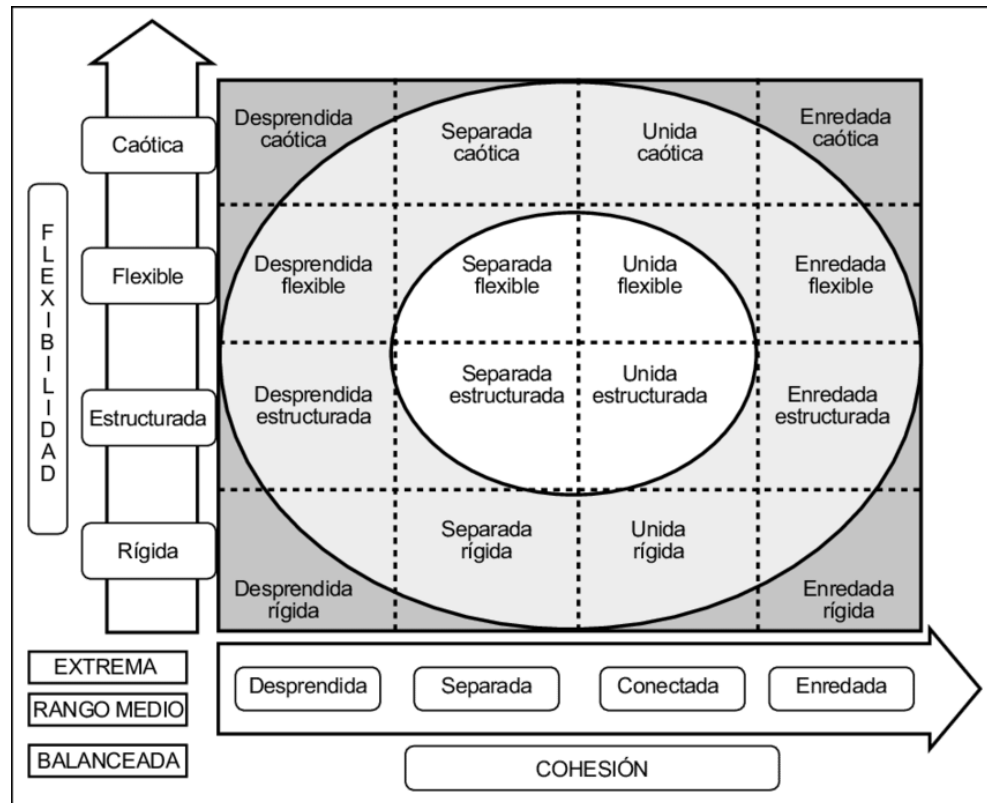 Caótica
Flexible
Estructurada
Rígida
FLEXIBILIDAD
Desprendida
caótica
Separada
caótica
Unida
caótica
Enredada
caótica
Desprendida
flexible
Separada
flexible
Unida
flexible
Enredada
flexible
Desprendida
estructurada
Separada
estructurada
Unida
estructurada
Enredada
estructurada
Desprendida
rígida
Separada
rígida
Unida
rígida
Enredada
rígida
EXTREMA
RANGO MEDIO
BALANCEADA
Desprendida
Separada
Conectada
Enredada
COHESIÓN